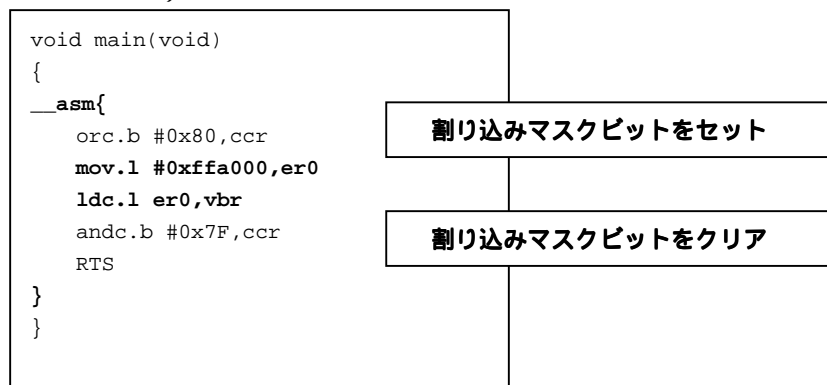 void main(void)
{
__asm{
orc.b #0x80,ccr
割り込みマスクビットをセット
mov.l #0xffa000,er0
ldc.l er0,vbr
andc.b #0x7F,ccr
割り込みマスクビットをクリア
RTS
}
}